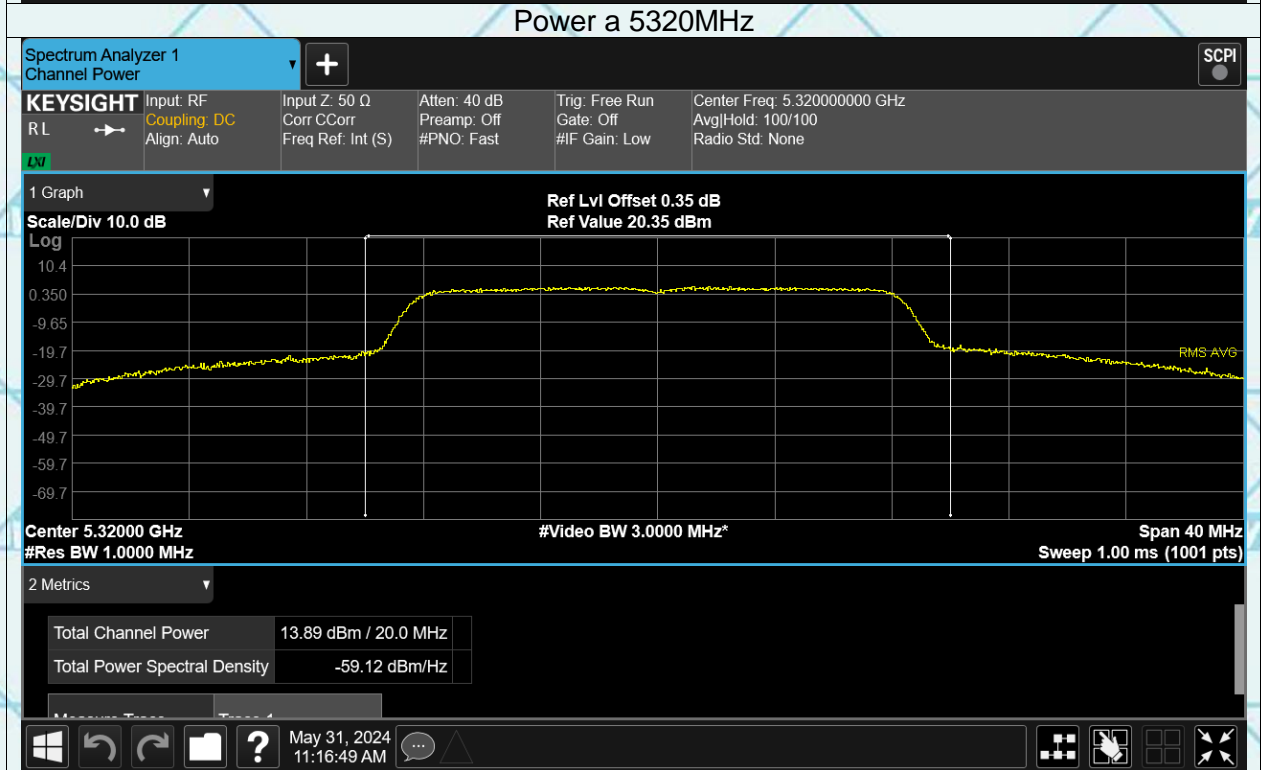 Power a 5320MHz
Spectrum Analyzer 1
Channel Power
SCPI
KEYSIGHT
RL
LXI
Input: RF
Coupling: DC
Align: Auto
Input Z: 50 Ω
Corr CCorr
Freq Ref: Int (S)
Atten: 40 dB
Preamp: Off
#PNO: Fast
Trig: Free Run
Gate: Off
#IF Gain: Low
Center Freq: 5.320000000 GHz
Avg|Hold: 100/100
Radio Std: None
1 Graph
Ref Lvl Offset 0.35 dB
Scale/Div 10.0 dB
Ref Value 20.35 dBm
Log
10.4
0.350
-9.65
-19.7
RMS AVG
-29.7
-39.7
-49.7
-59.7
-69.7
Center 5.32000 GHz
#Video BW 3.0000 MHz*
Span 40 MHz
#Res BW 1.0000 MHz
Sweep 1.00 ms (1001 pts)
2 Metrics
Total Channel Power 13.89 dBm / 20.0 MHz
Total Power Spectral Density -59.12 dBm/Hz
Measure Trace Trace 1
May 31, 2024
11:16:49 AM